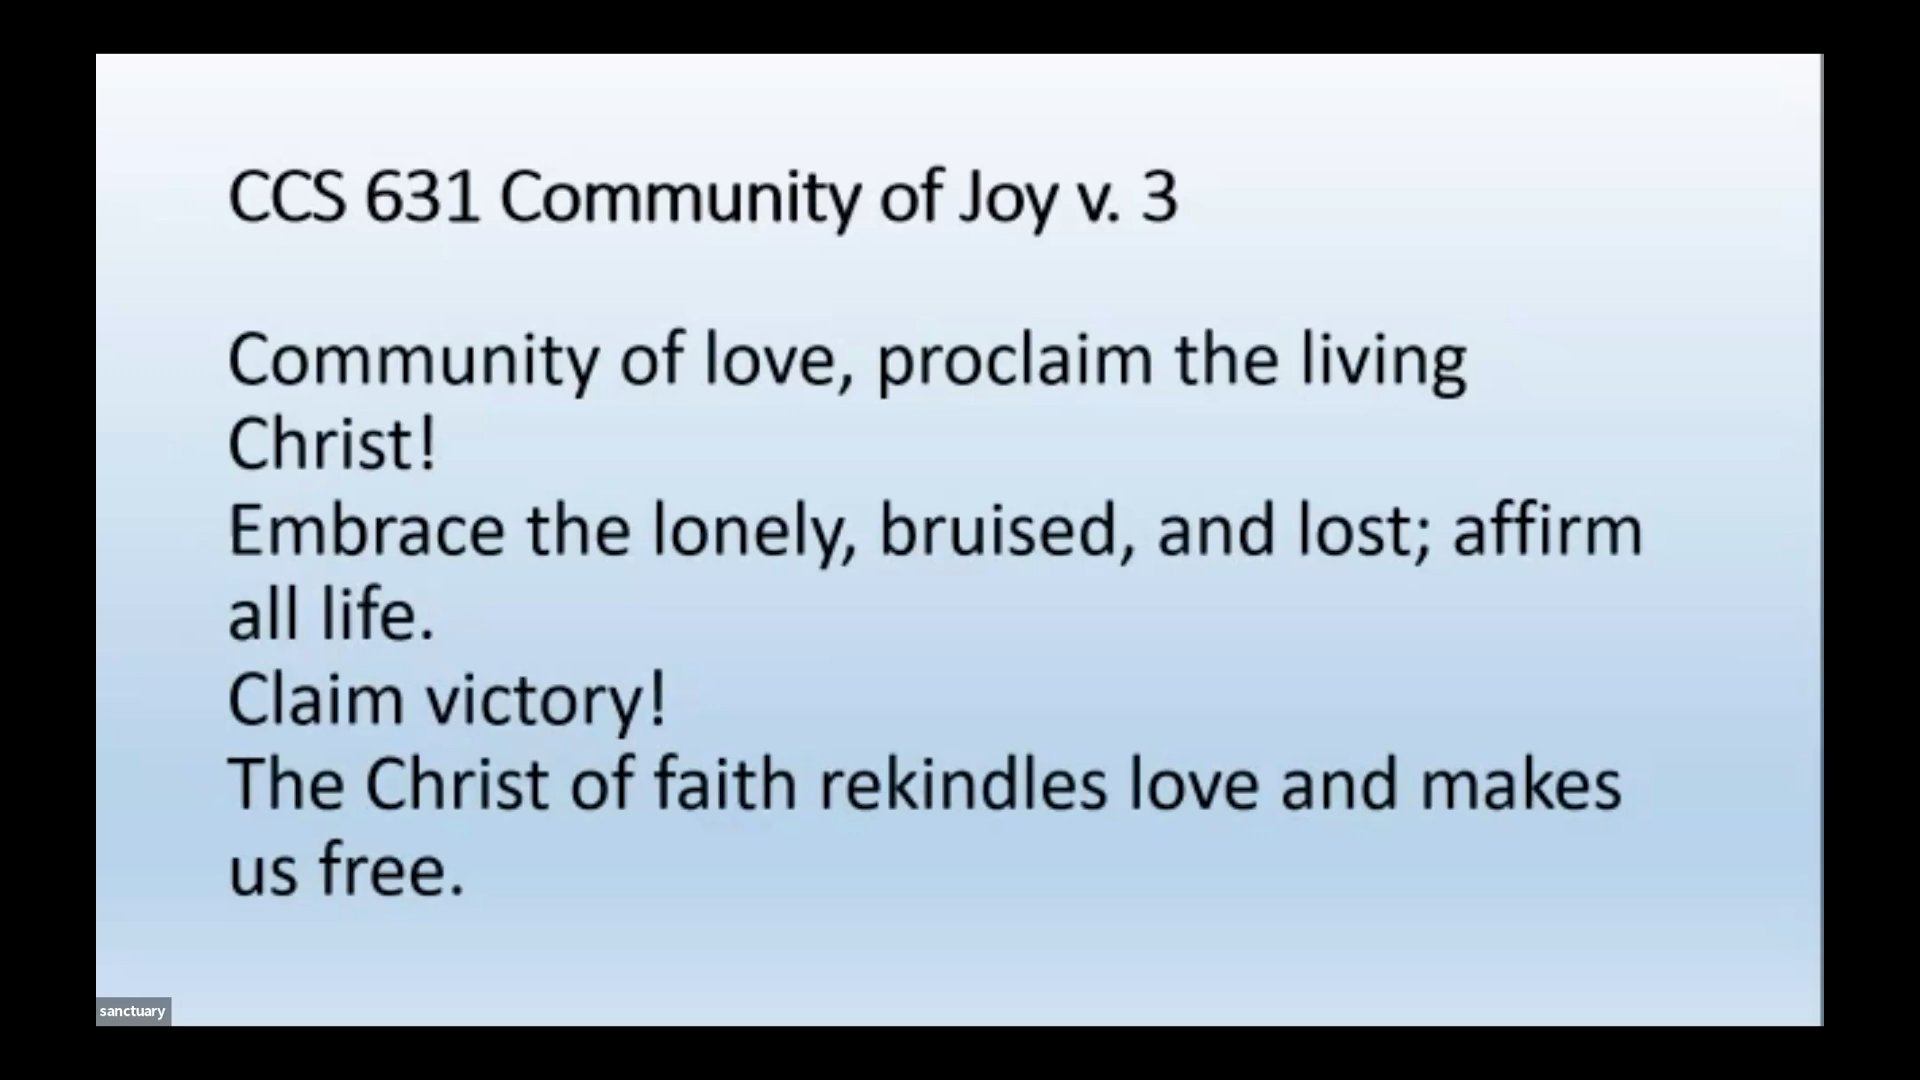 CCS 631 Community of Joy v. 3
Community of love, proclaim the living
Christ!
Embrace the lonely, bruised, and lost; affirm
all life.
Claim victory!
The Christ of faith rekindles love and makes
us free.
sanctuary